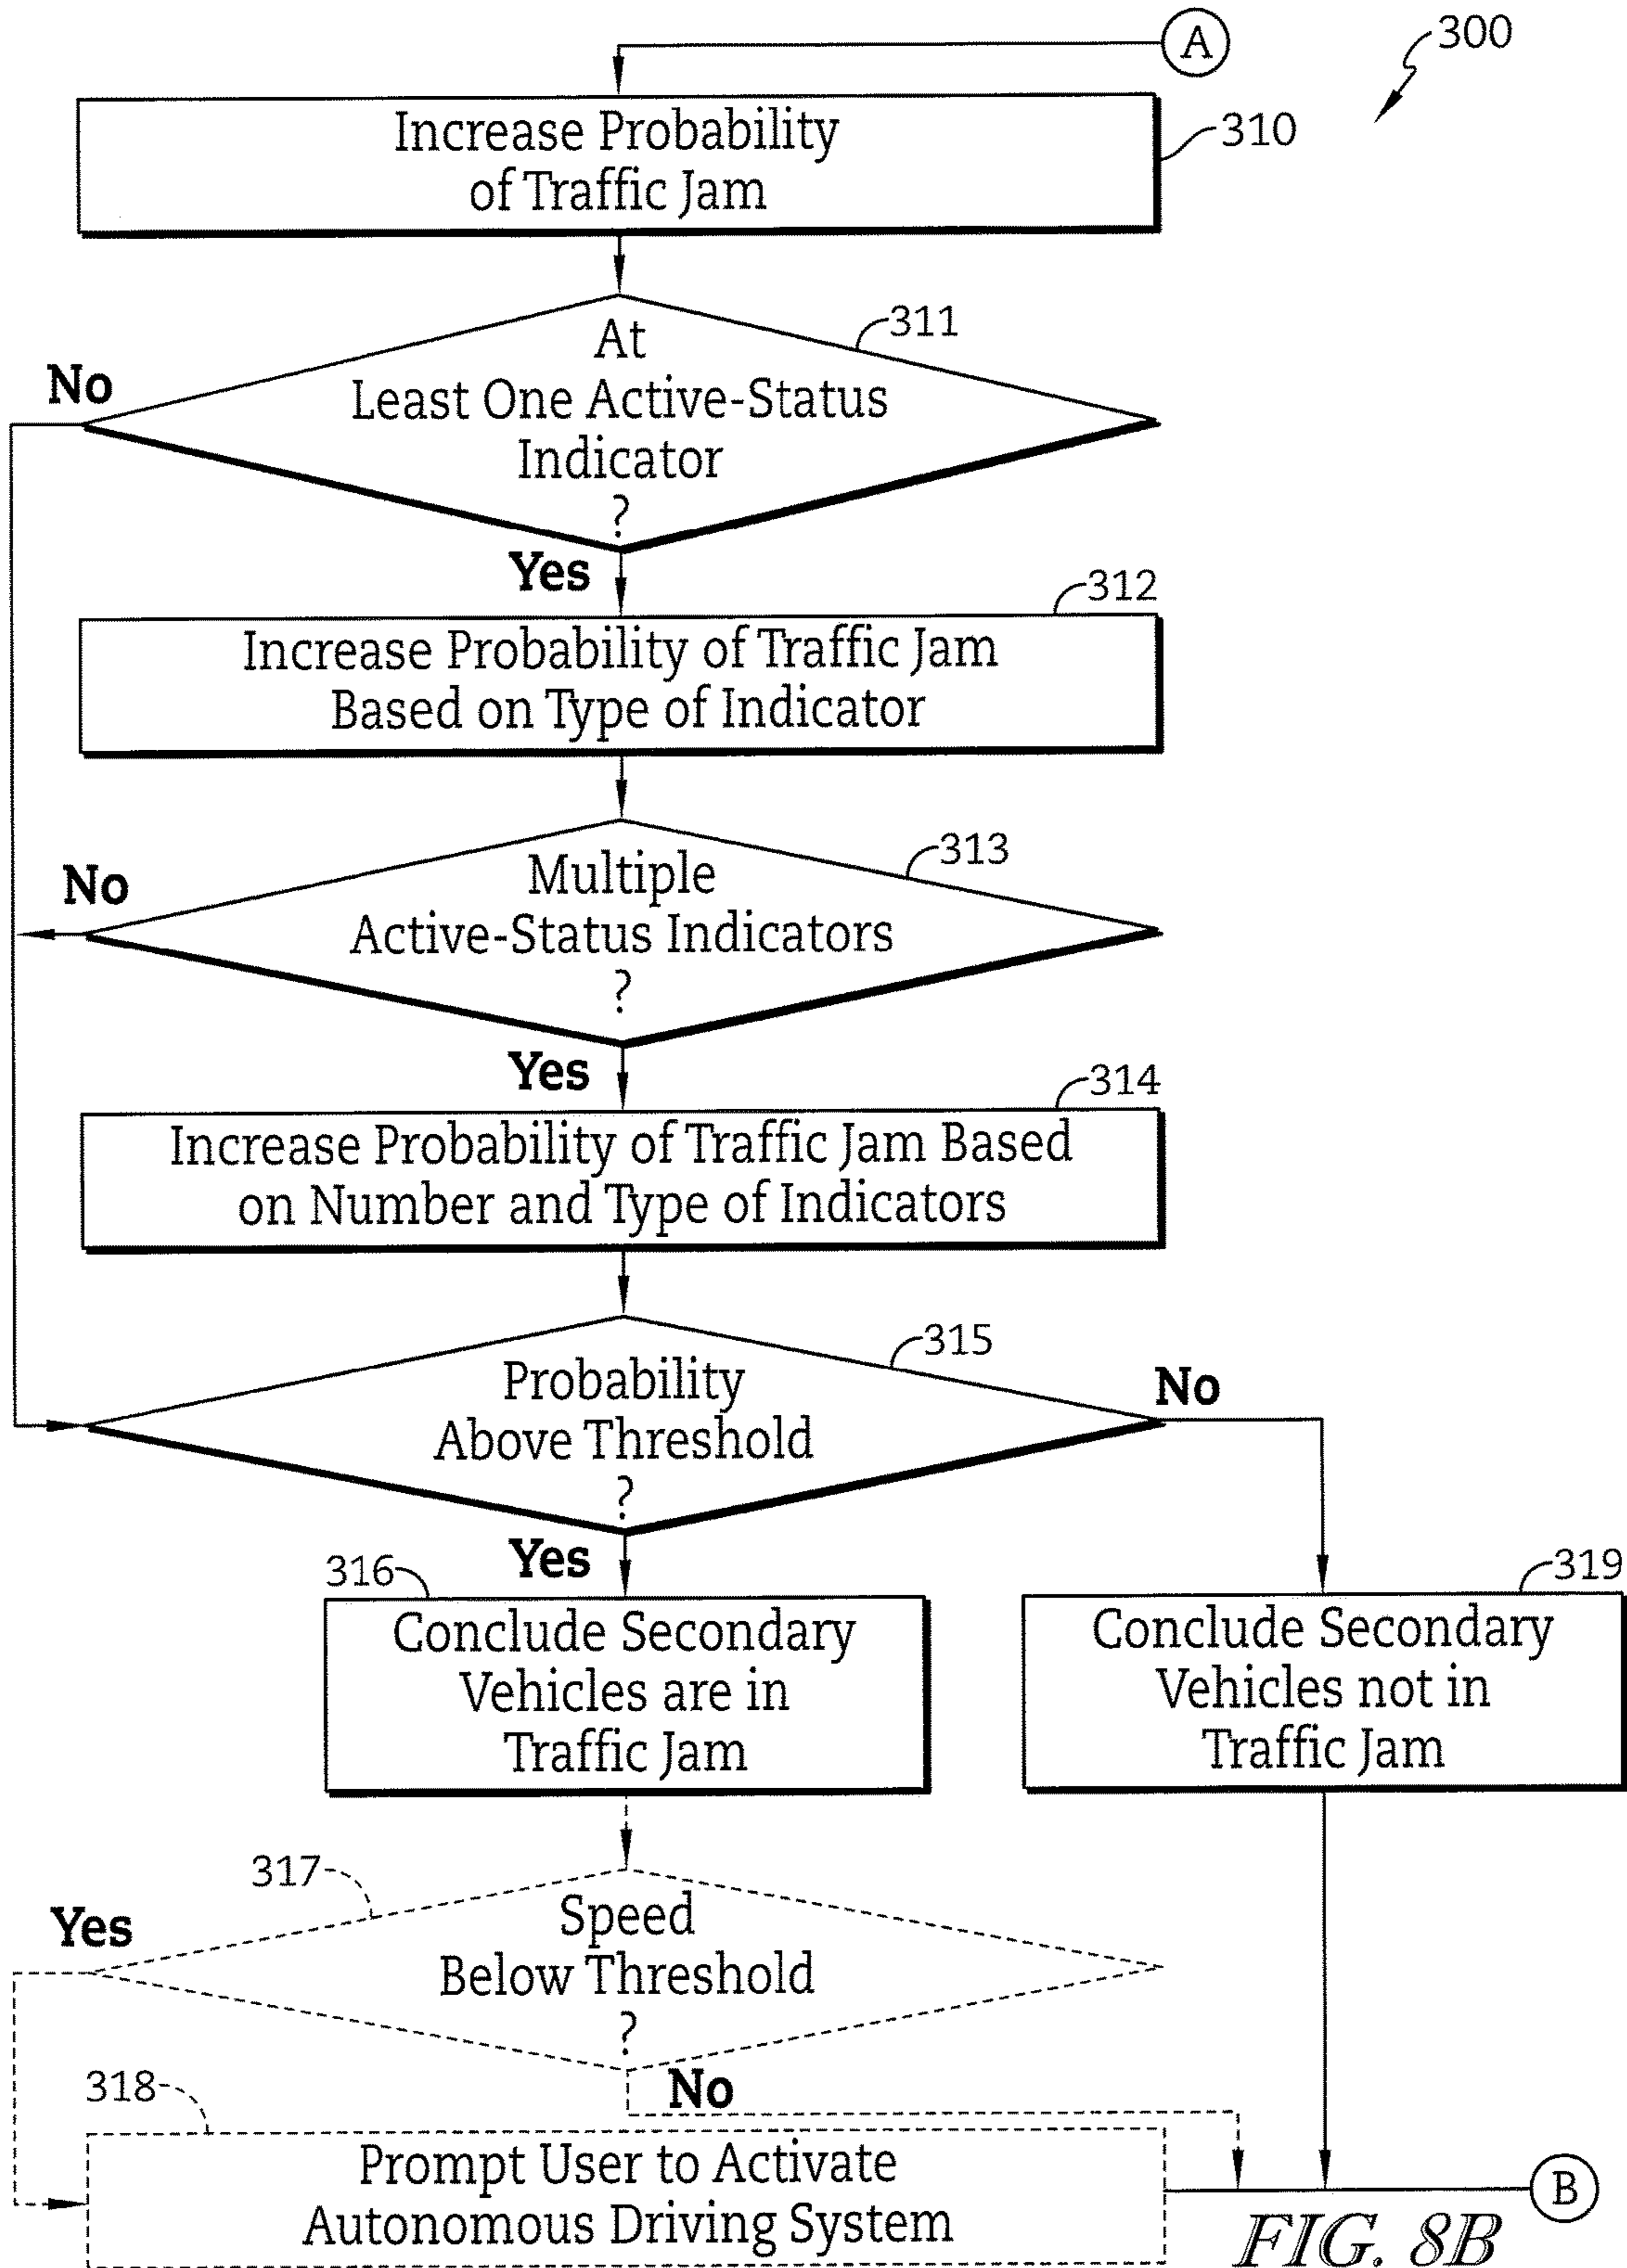 A
300
Increase Probability
of Traffic Jam
310
At
Least One Active-Status
Indicator
?
311
No
Yes
312
Increase Probability of Traffic Jam
Based on Type of Indicator
313
Multiple
Active-Status Indicators
?
No
Yes
314
Increase Probability of Traffic Jam Based
on Number and Type of Indicators
315
Probability
Above Threshold
?
No
Yes
316
Conclude Secondary
Vehicles are in
Traffic Jam
319
Conclude Secondary
Vehicles not in
Traffic Jam
317
Speed
Below Threshold
?
Yes
No
318
Prompt User to Activate
Autonomous Driving System
B
FIG. 8B